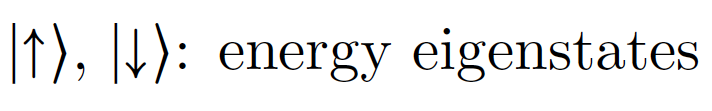 |↑⟩, |↓⟩: energy eigenstates